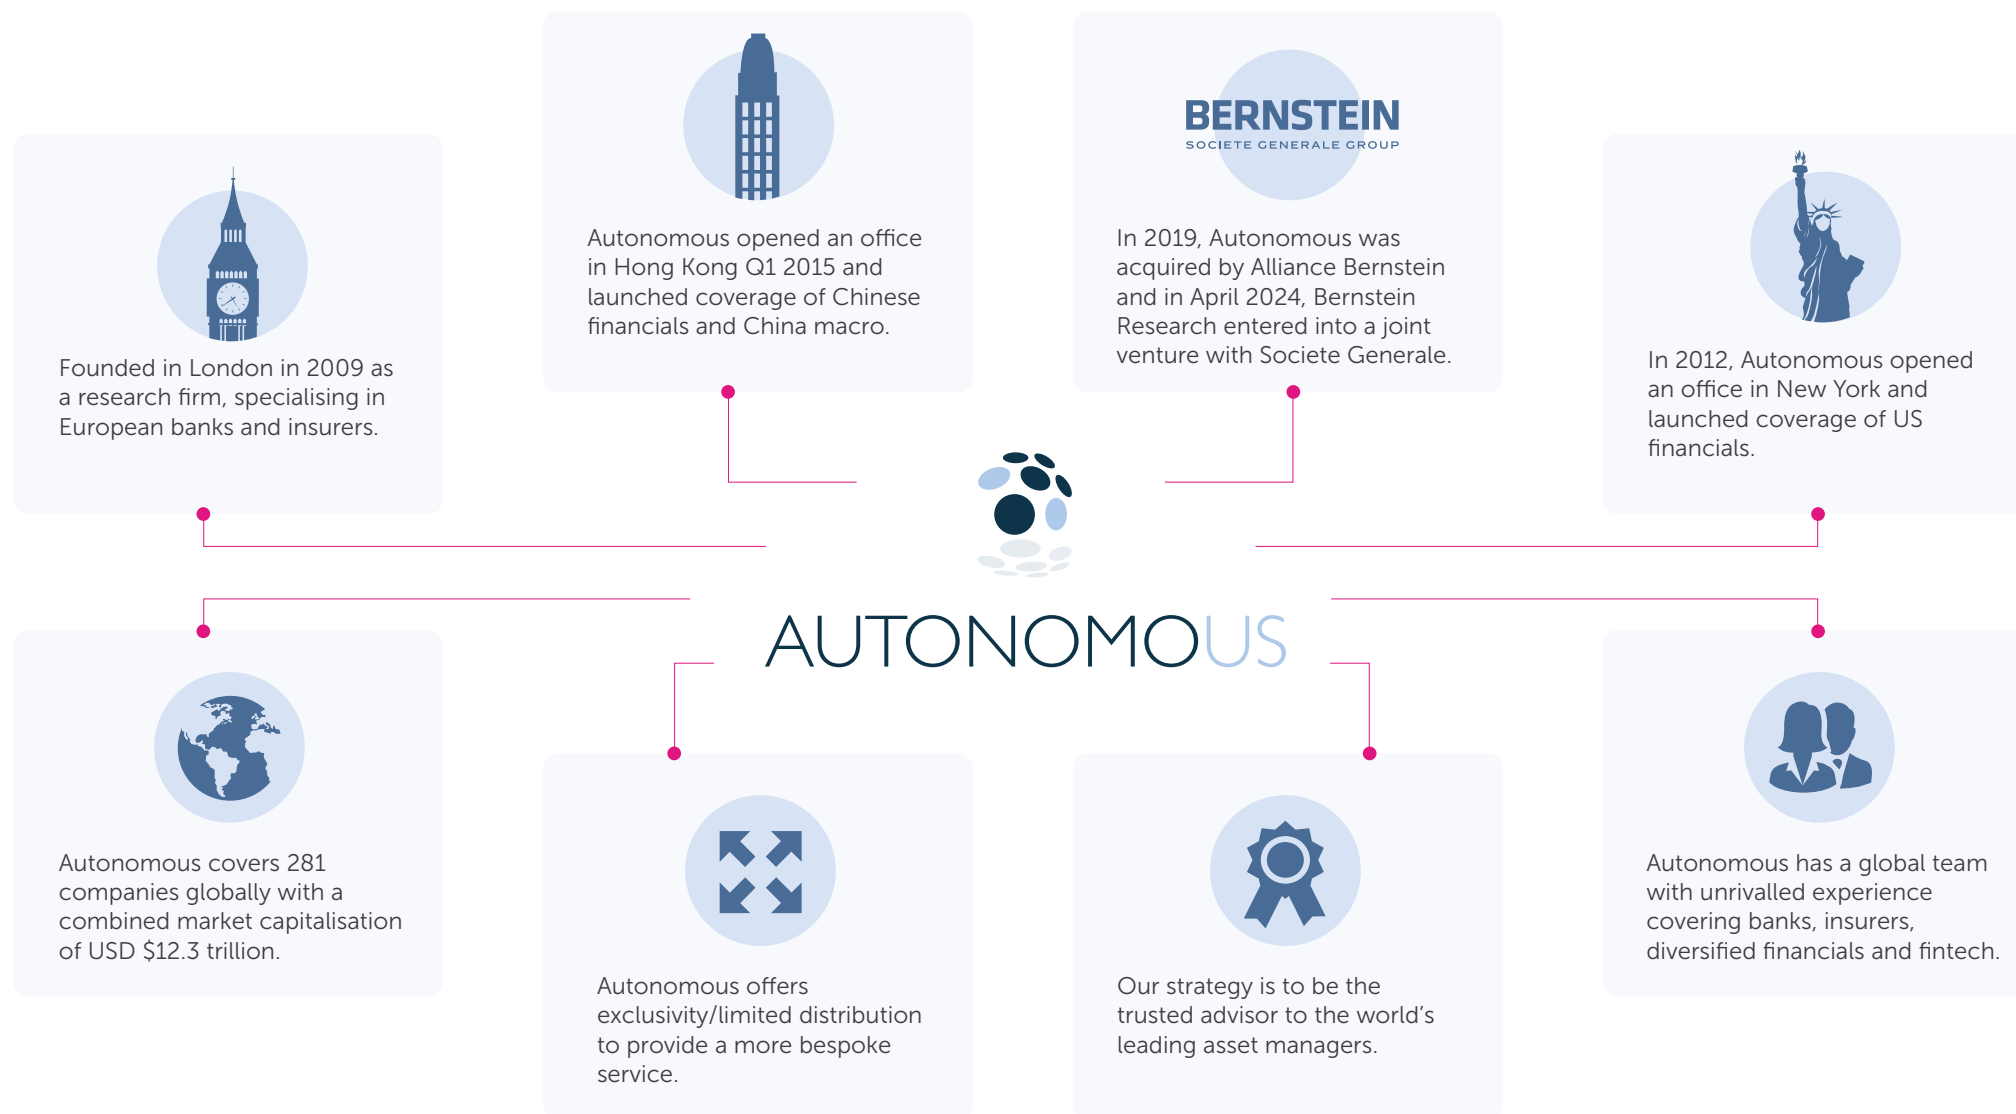 Founded in London in 2009 as
a research firm, specialising in
European banks and insurers.
Autonomous opened an office
in Hong Kong Q1 2015 and
launched coverage of Chinese
financials and China macro.
BERNSTEIN
SOCIETE GENERALE GROUP
In 2019, Autonomous was
acquired by Alliance Bernstein
and in April 2024, Bernstein
Research entered into a joint
venture with Societe Generale.
In 2012, Autonomous opened
an office in New York and
launched coverage of US
financials.
AUTONOMOUS
Autonomous covers 281
companies globally with a
combined market capitalisation
of USD $12.3 trillion.
Autonomous offers
exclusivity/limited distribution
to provide a more bespoke
service.
Our strategy is to be the
trusted advisor to the world’s
leading asset managers.
Autonomous has a global team
with unrivalled experience
covering banks, insurers,
diversified financials and fintech.